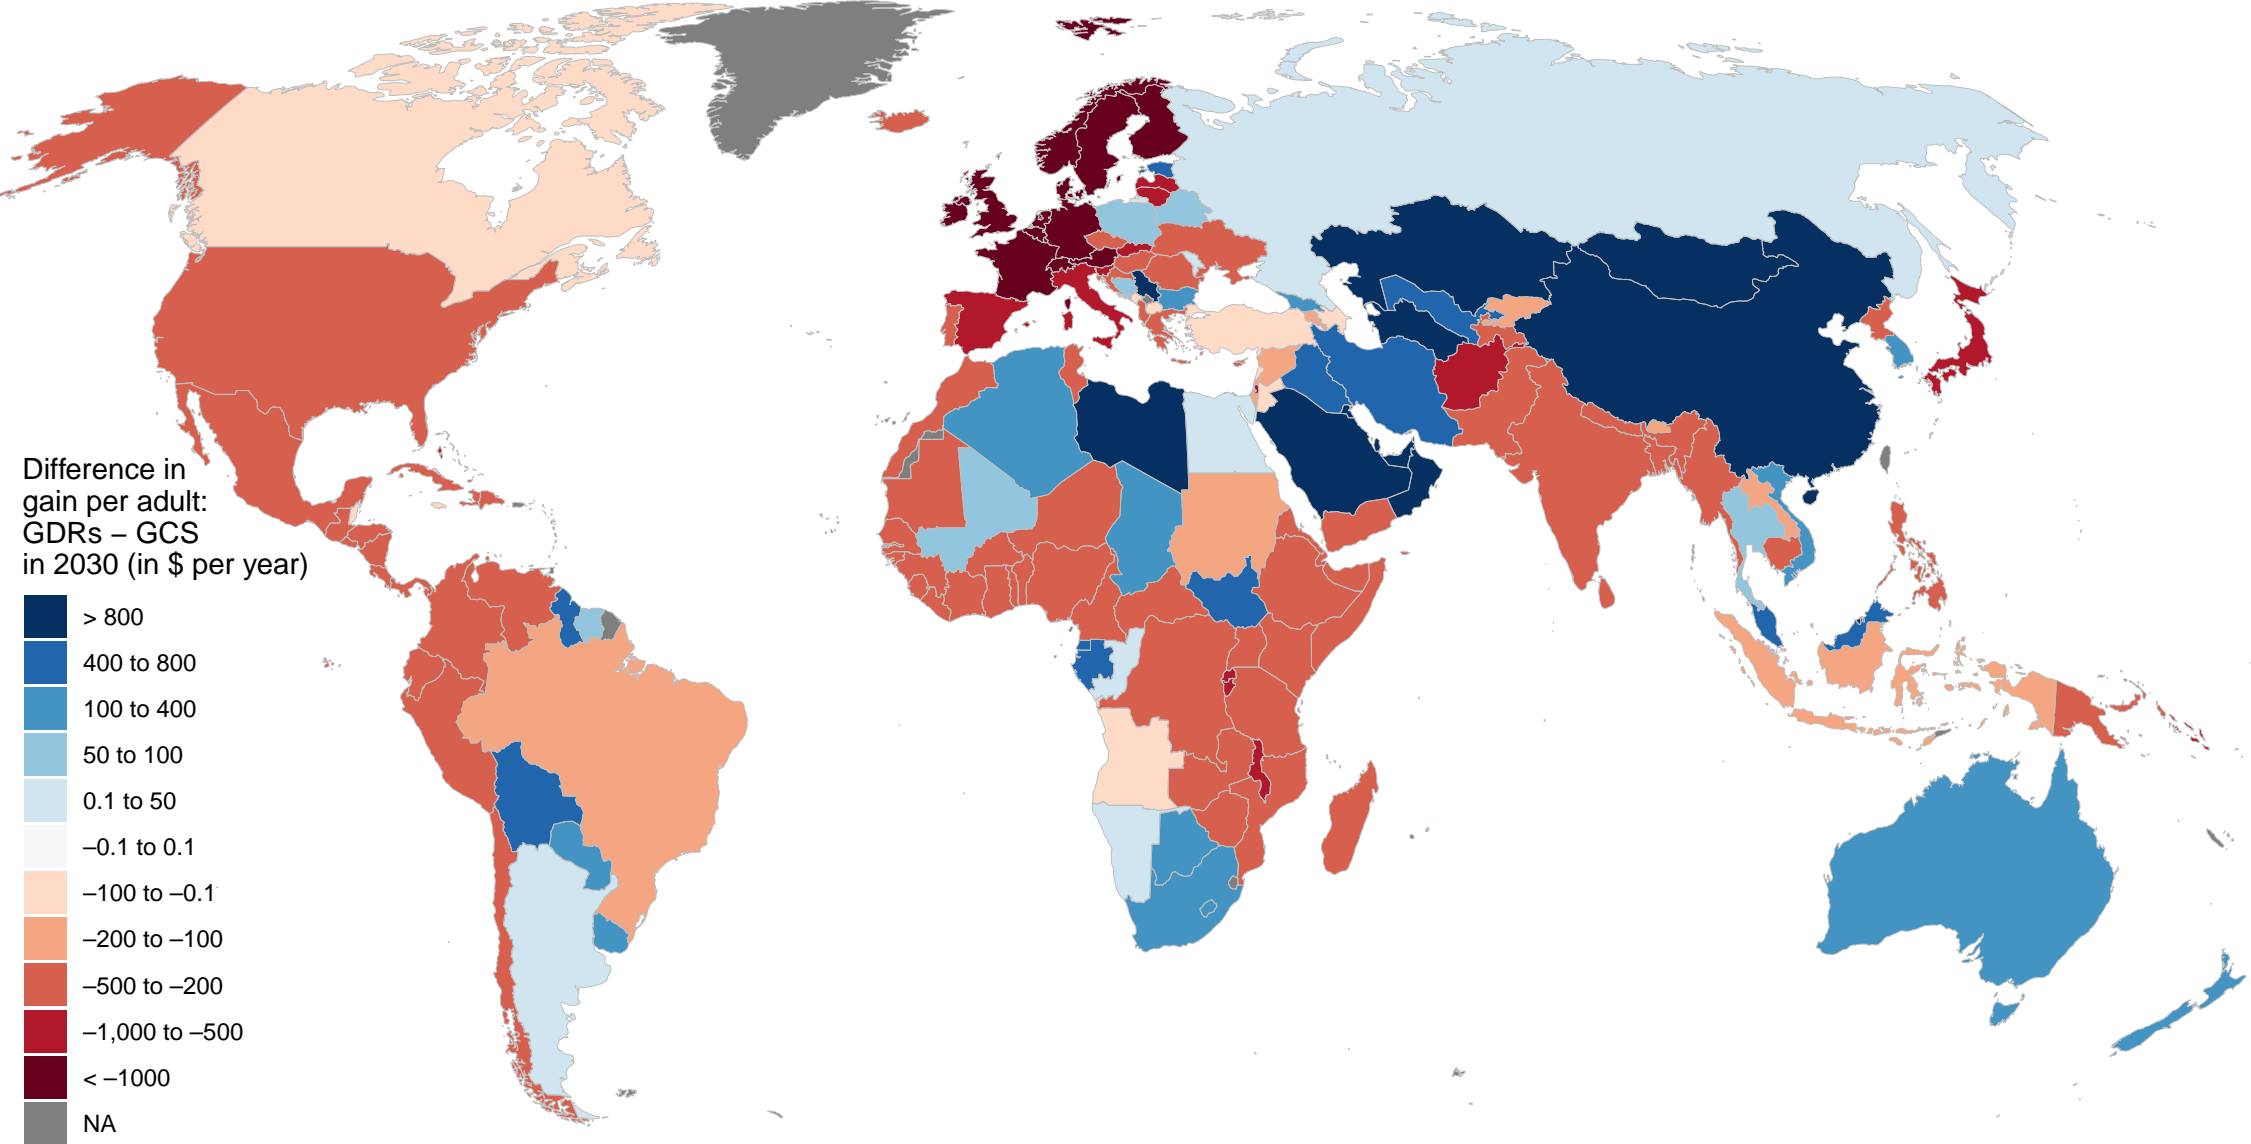 Difference in
gain per adult:
GDRs – GCS
in 2030 (in $ per year)
> 800
400 to 800
100 to 400
50 to 100
0.1 to 50
–0.1 to 0.1
–100 to –0.1
–200 to –100
–500 to –200
–1,000 to –500
< –1000
NA